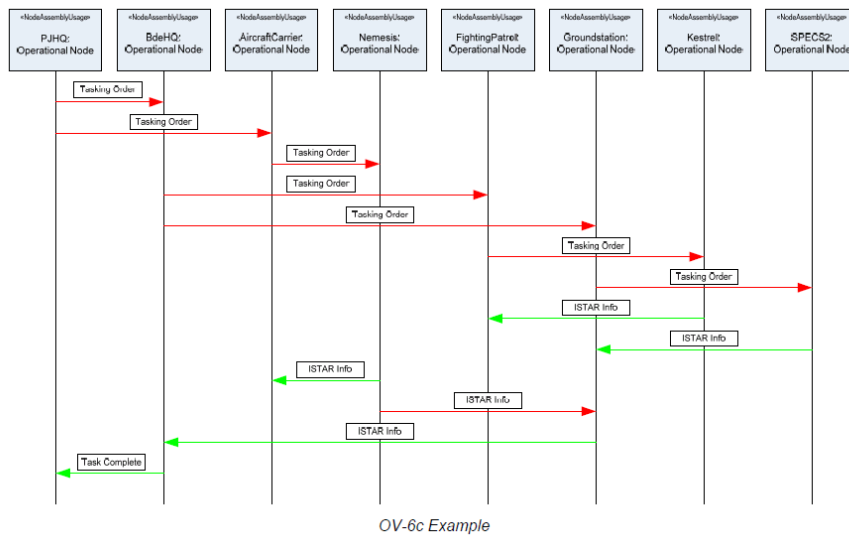 «NodeAssemblyUsage»
PJHQ:
Operational Node
«NodeAssemblyUsage»
BdeHQ:
Operational Node
«NodeAssemblyUsage»
AircraftCarrier:
Operational Node
«NodeAssemblyUsage»
Nemesis:
Operational Node
«NodeAssemblyUsage»
FightingPatrol:
Operational Node
«NodeAssemblyUsage»
Groundstation:
Operational Node
«NodeAssemblyUsage»
Kestrel:
Operational Node
«NodeAssemblyUsage»
SPECS2:
Operational Node
Tasking Order
Tasking Order
Tasking Order
Tasking Order
Tasking Order
Tasking Order
Tasking Order
ISTAR Info
ISTAR Info
ISTAR Info
ISTAR Info
ISTAR Info
Task Complete
OV-6c Example